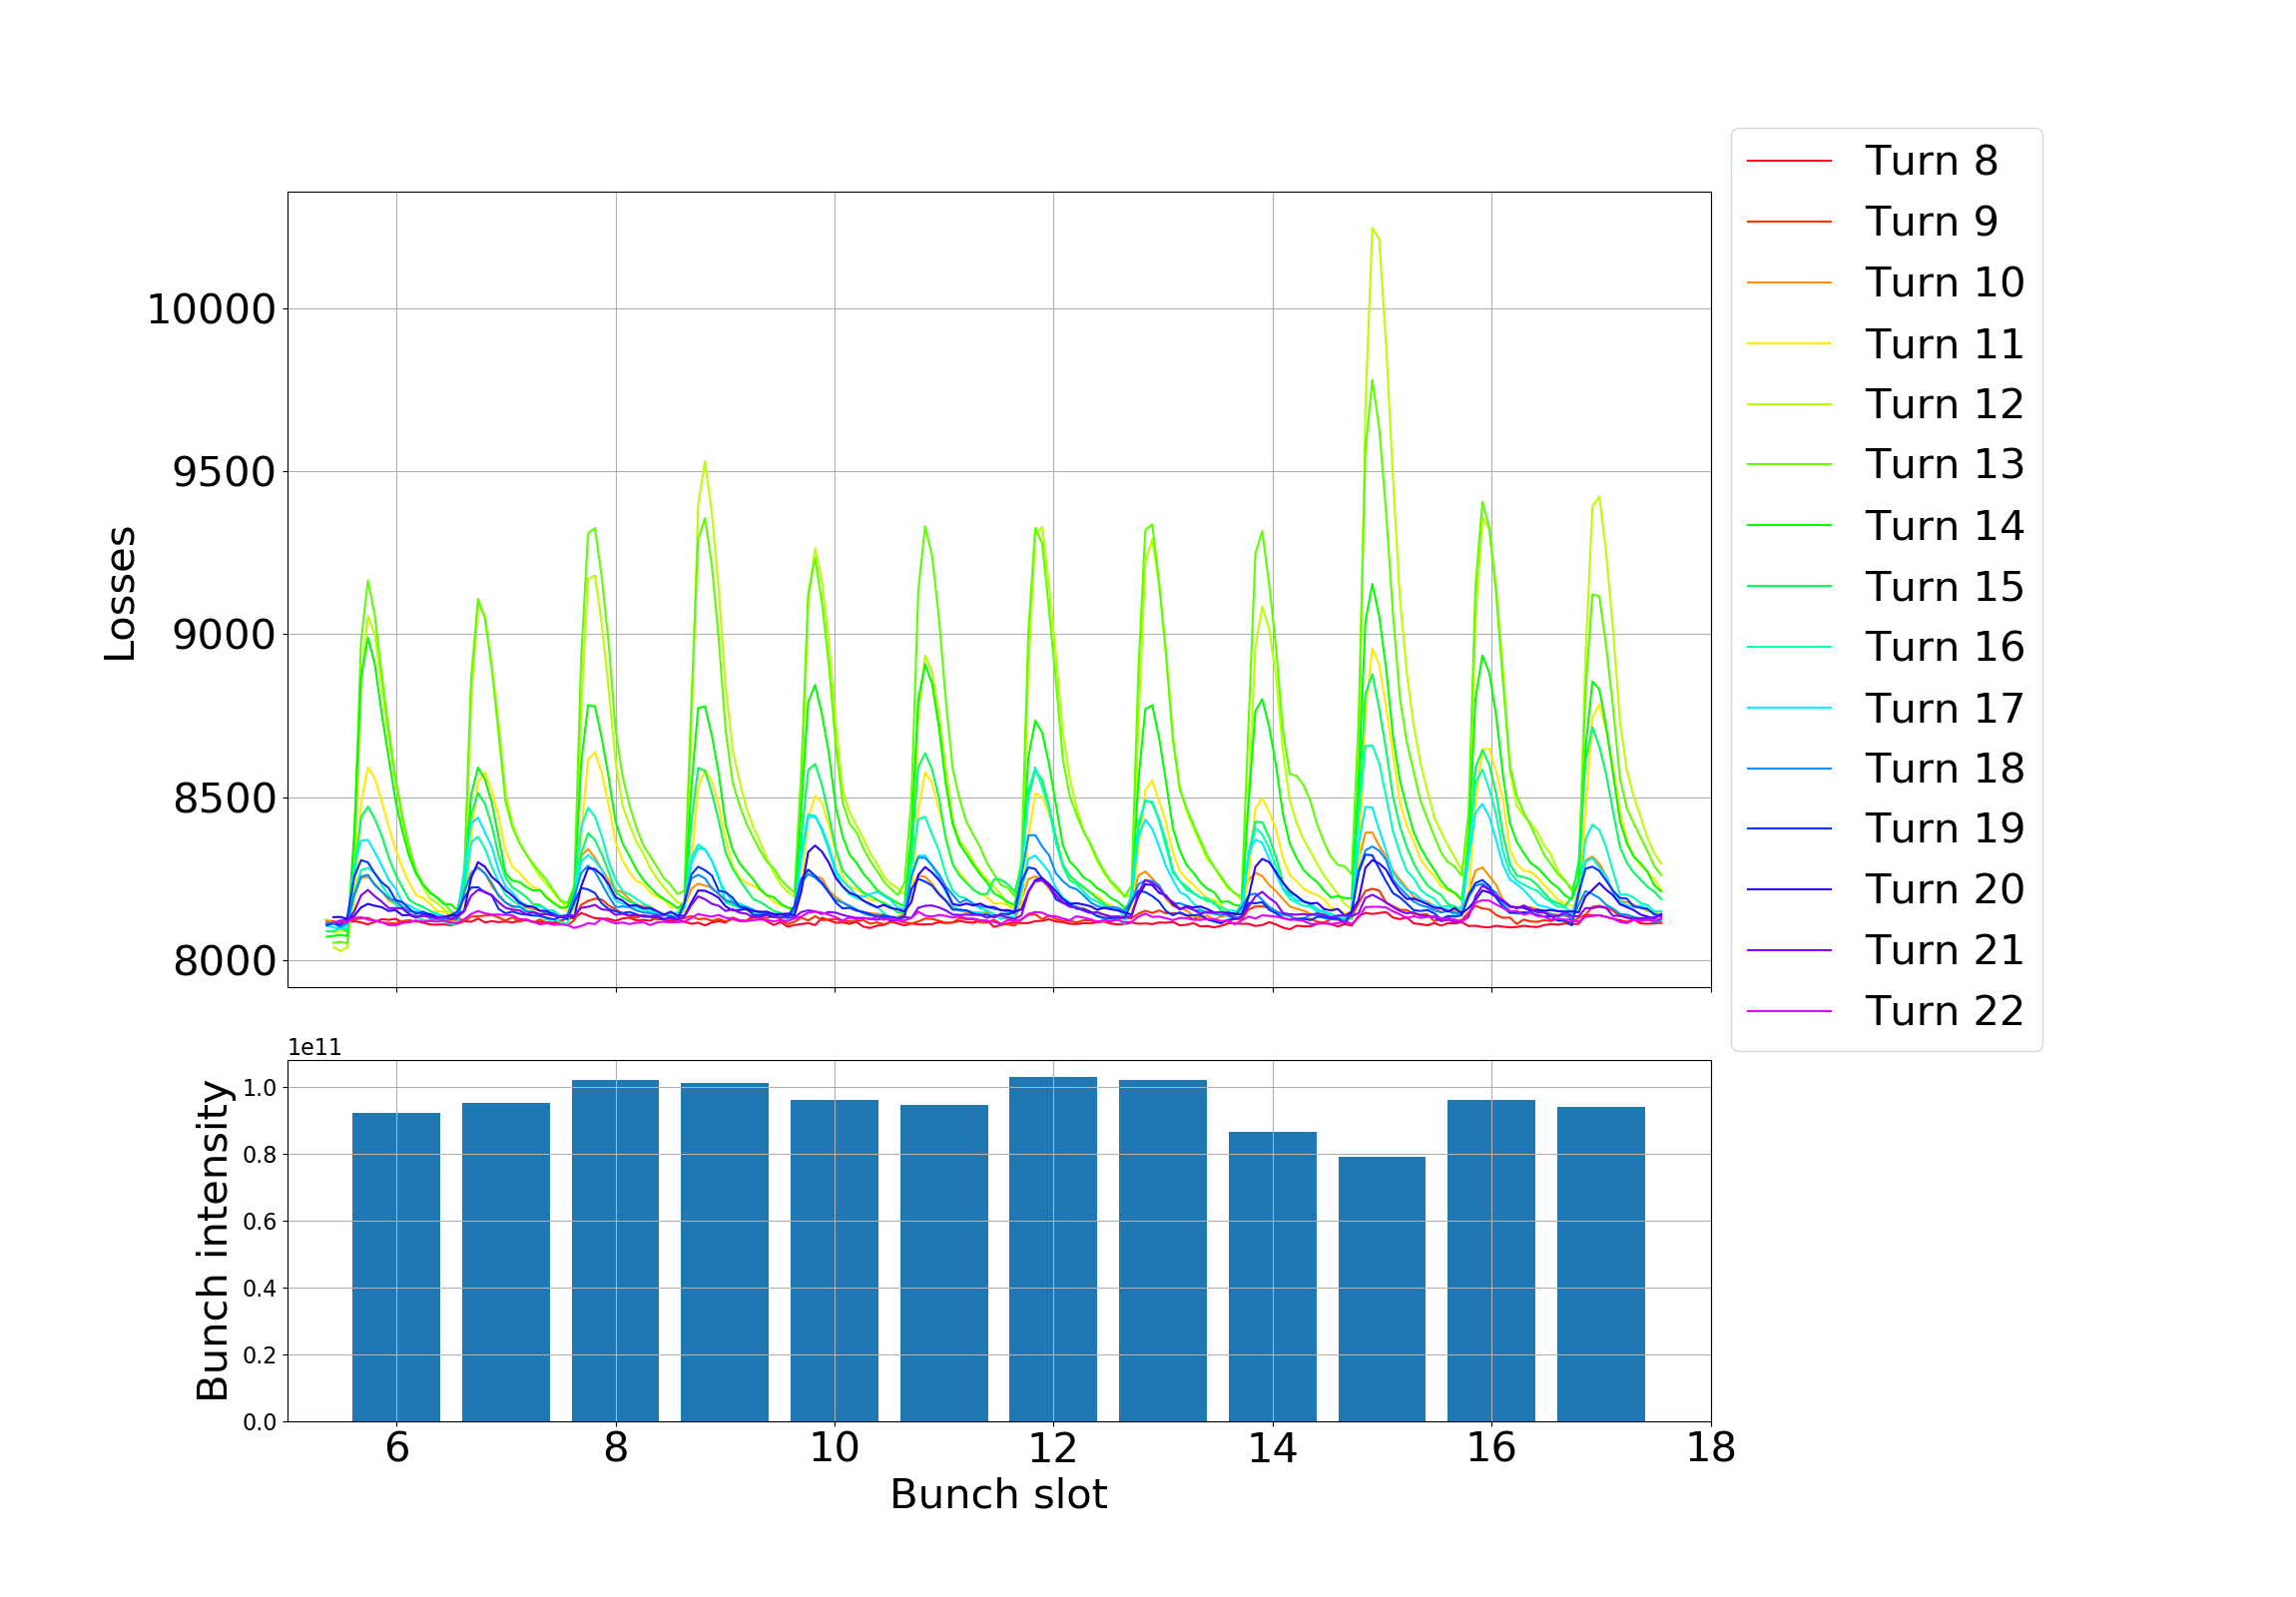 Losses
10000
9500
9000
8500
8000
Turn 8
Turn 9
Turn 10
Turn 11
Turn 12
Turn 13
Turn 14
Turn 15
Turn 16
Turn 17
Turn 18
Turn 19
Turn 20
Turn 21
Turn 22
1e11
Bunch intensity
1.0
0.8
0.6
0.4
0.2
0.0
6 8 10 12 14 16 18
Bunch slot